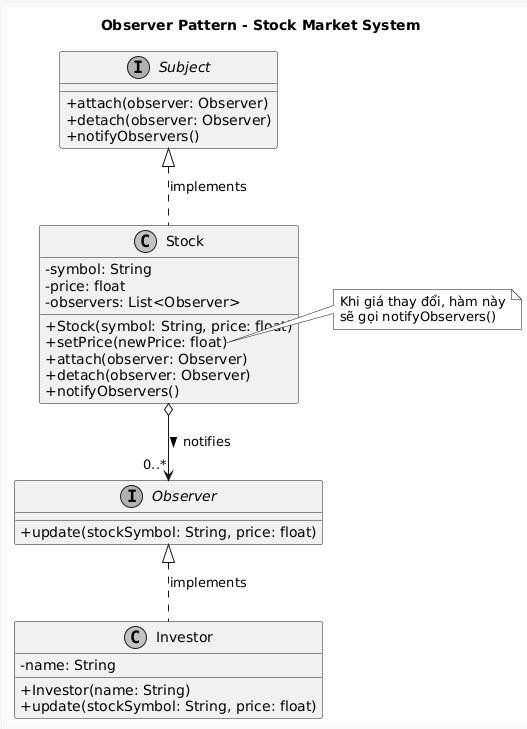 Observer Pattern - Stock Market System
I Subject
+attach(observer: Observer)
+detach(observer: Observer)
+notifyObservers()
implements
C Stock
-symbol: String
-price: float
-observers: List<Observer>
+Stock(symbol: String, price: float)
+setPrice(newPrice: float)
+attach(observer: Observer)
+detach(observer: Observer)
+notifyObservers()
Khi giá thay đổi, hàm này
sẽ gọi notifyObservers()
notifies
0..*
I Observer
+update(stockSymbol: String, price: float)
implements
C Investor
-name: String
+Investor(name: String)
+update(stockSymbol: String, price: float)